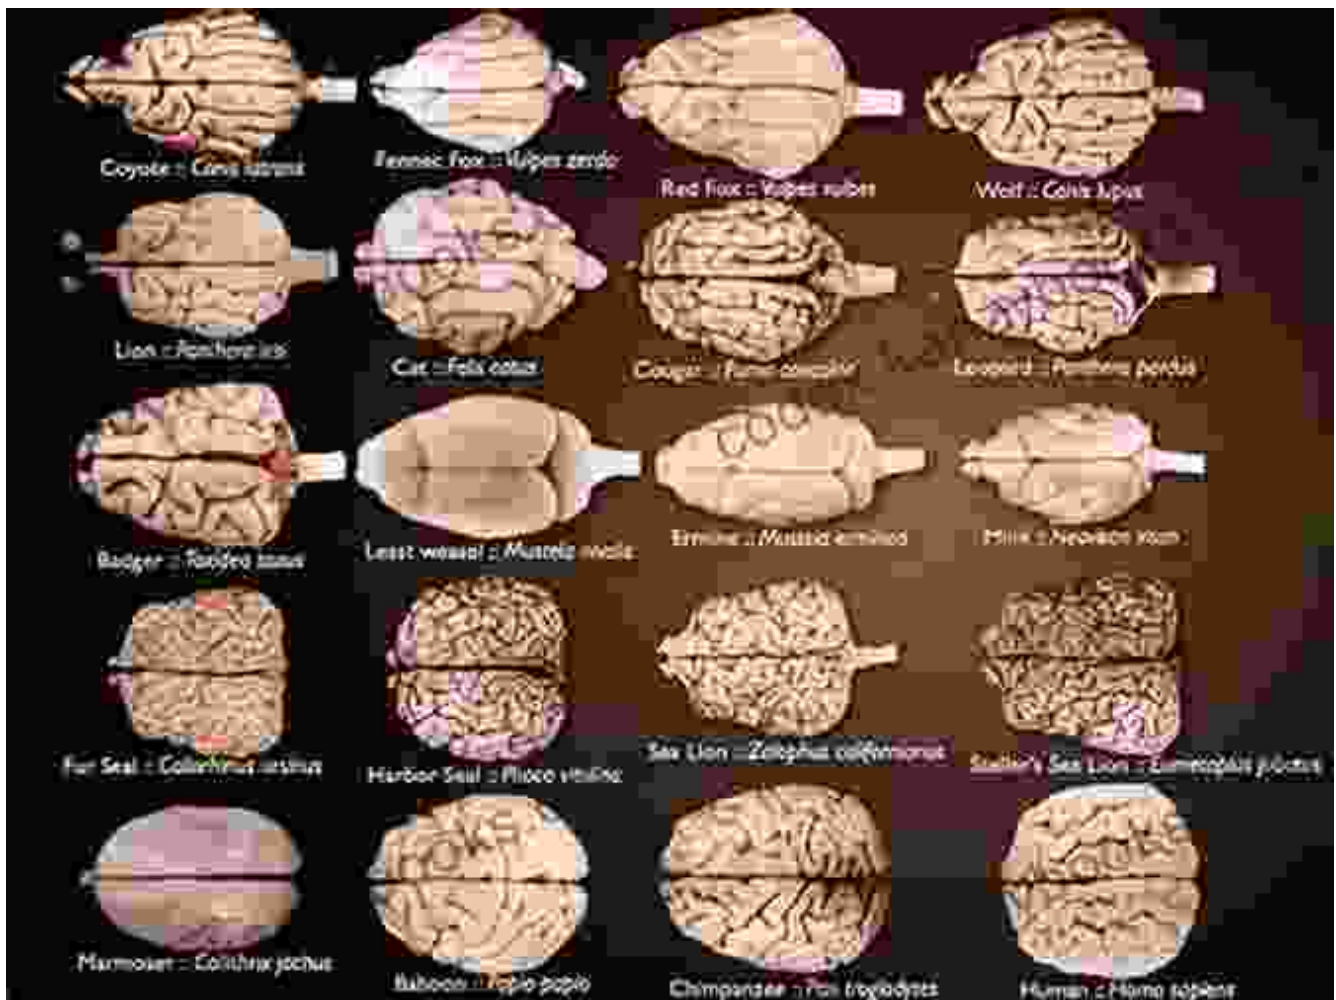 Coyote :: Canis latrans
Fennec Fox :: Vulpes zerda
Red Fox :: Vulpes vulpes
Wolf :: Canis lupus
Lion :: Panthera leo
Cat :: Felis catus
Cougar :: Puma concolor
Leopard :: Panthera pardus
Badger :: Taxidea taxus
Least weasel :: Mustela nivalis
Ermine :: Mustela erminea
Mink :: Neovison vison
Fur Seal :: Callorhinus ursinus
Harbor Seal :: Phoca vitulina
Sea Lion :: Zalophus californianus
Sea Lion :: Eumetopias jubatus
Marmoset :: Callithrix jachus
Baboon :: Papio papio
Chimpanzee :: Pan troglodytes
Human :: Homo sapiens